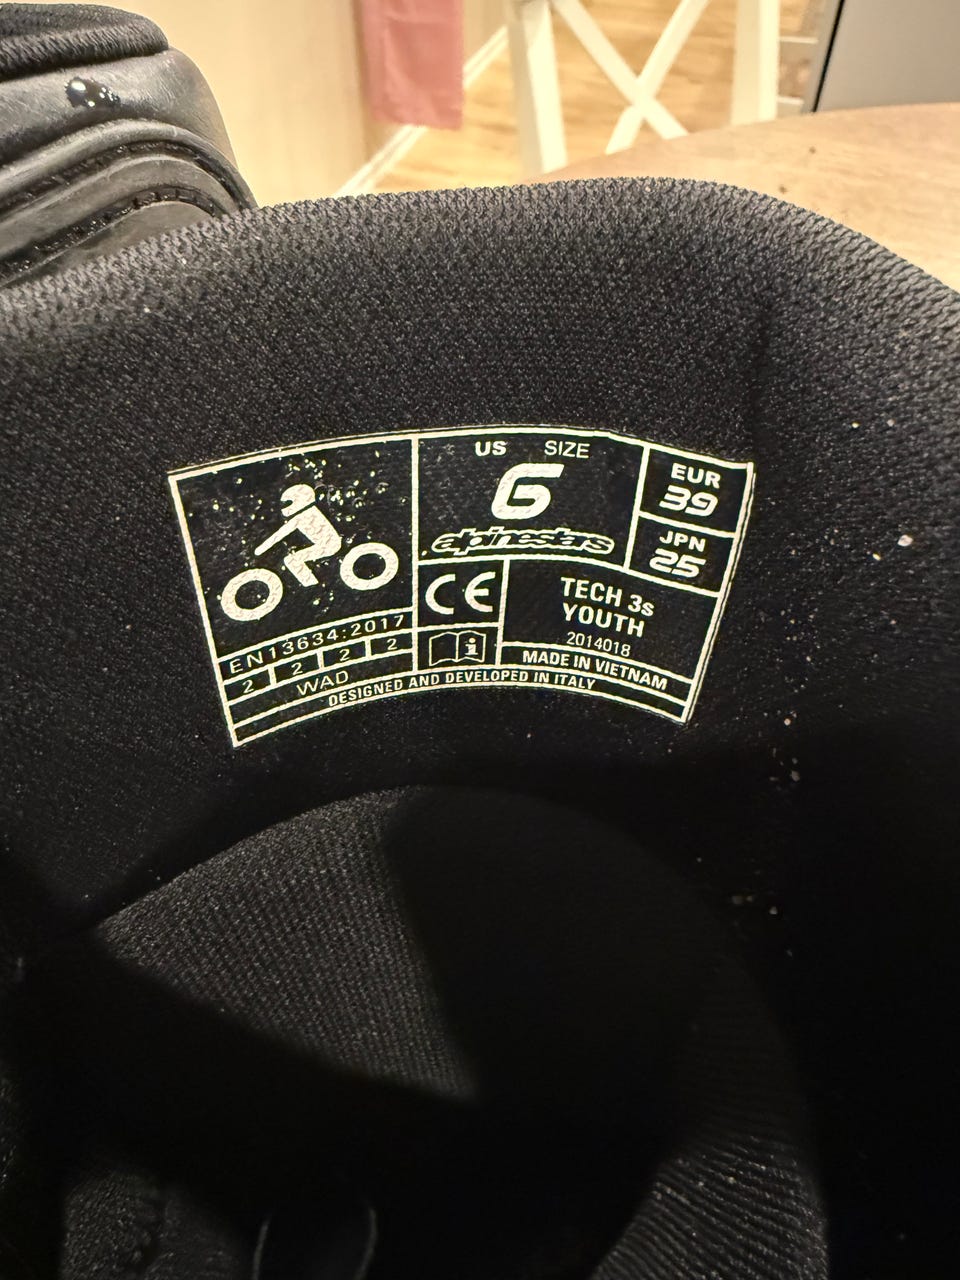 US SIZE
6
alpinestars
EUR
39
JPN
25
EN13634:2017
2 2 2 2
WAD
CE
i
TECH 3s
YOUTH
2014018
MADE IN VIETNAM
DESIGNED AND DEVELOPED IN ITALY